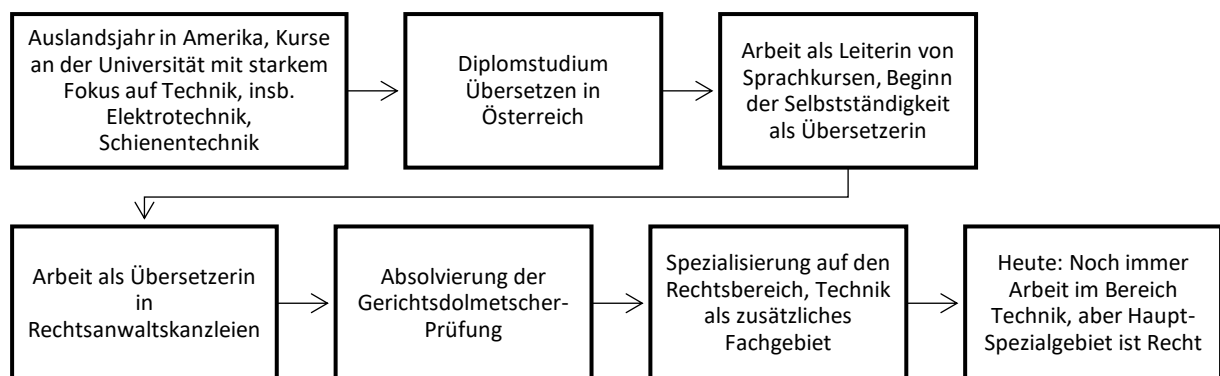 Auslandsjahr in Amerika, Kurse
an der Universität mit starkem
Fokus auf Technik, insb.
Elektrotechnik,
Schienentechnik
Diplomstudium
Übersetzen in
Österreich
Arbeit als Leiterin von
Sprachkursen, Beginn
der Selbstständigkeit
als Übersetzerin
Arbeit als Übersetzerin
in
Rechtsanwaltskanzleien
Absolvierung der
Gerichtsdolmetscher-
Prüfung
Spezialisierung auf den
Rechtsbereich, Technik
als zusätzliches
Fachgebiet
Heute: Noch immer
Arbeit im Bereich
Technik, aber Haupt-
Spezialgebiet ist Recht